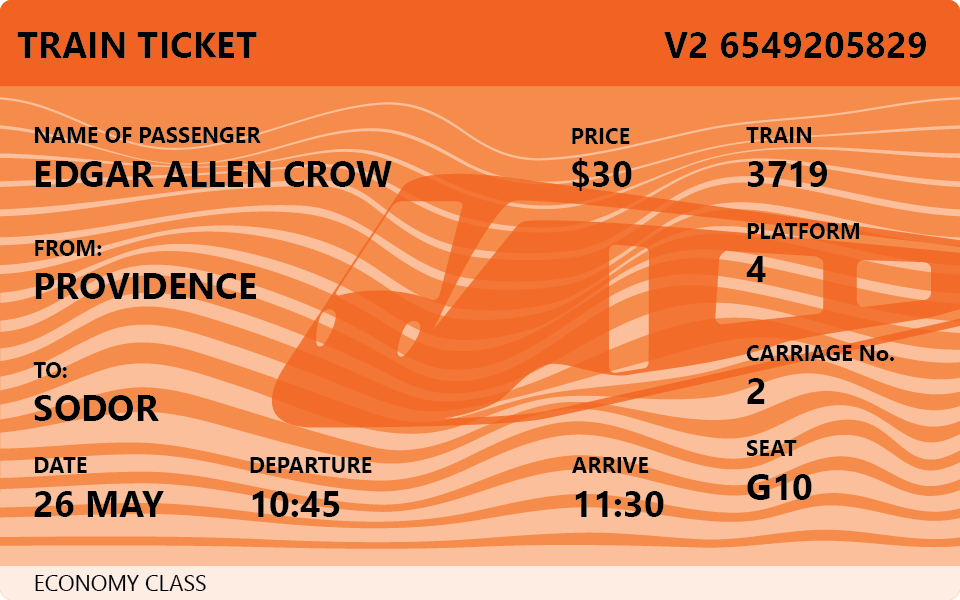 TRAIN TICKET
V2 6549205829
NAME OF PASSENGER
EDGAR ALLEN CROW
PRICE
$30
TRAIN
3719
FROM:
PROVIDENCE
PLATFORM
4
TO:
SODOR
CARRIAGE No.
2
DATE
26 MAY
DEPARTURE
10:45
ARRIVE
11:30
SEAT
G10
ECONOMY CLASS